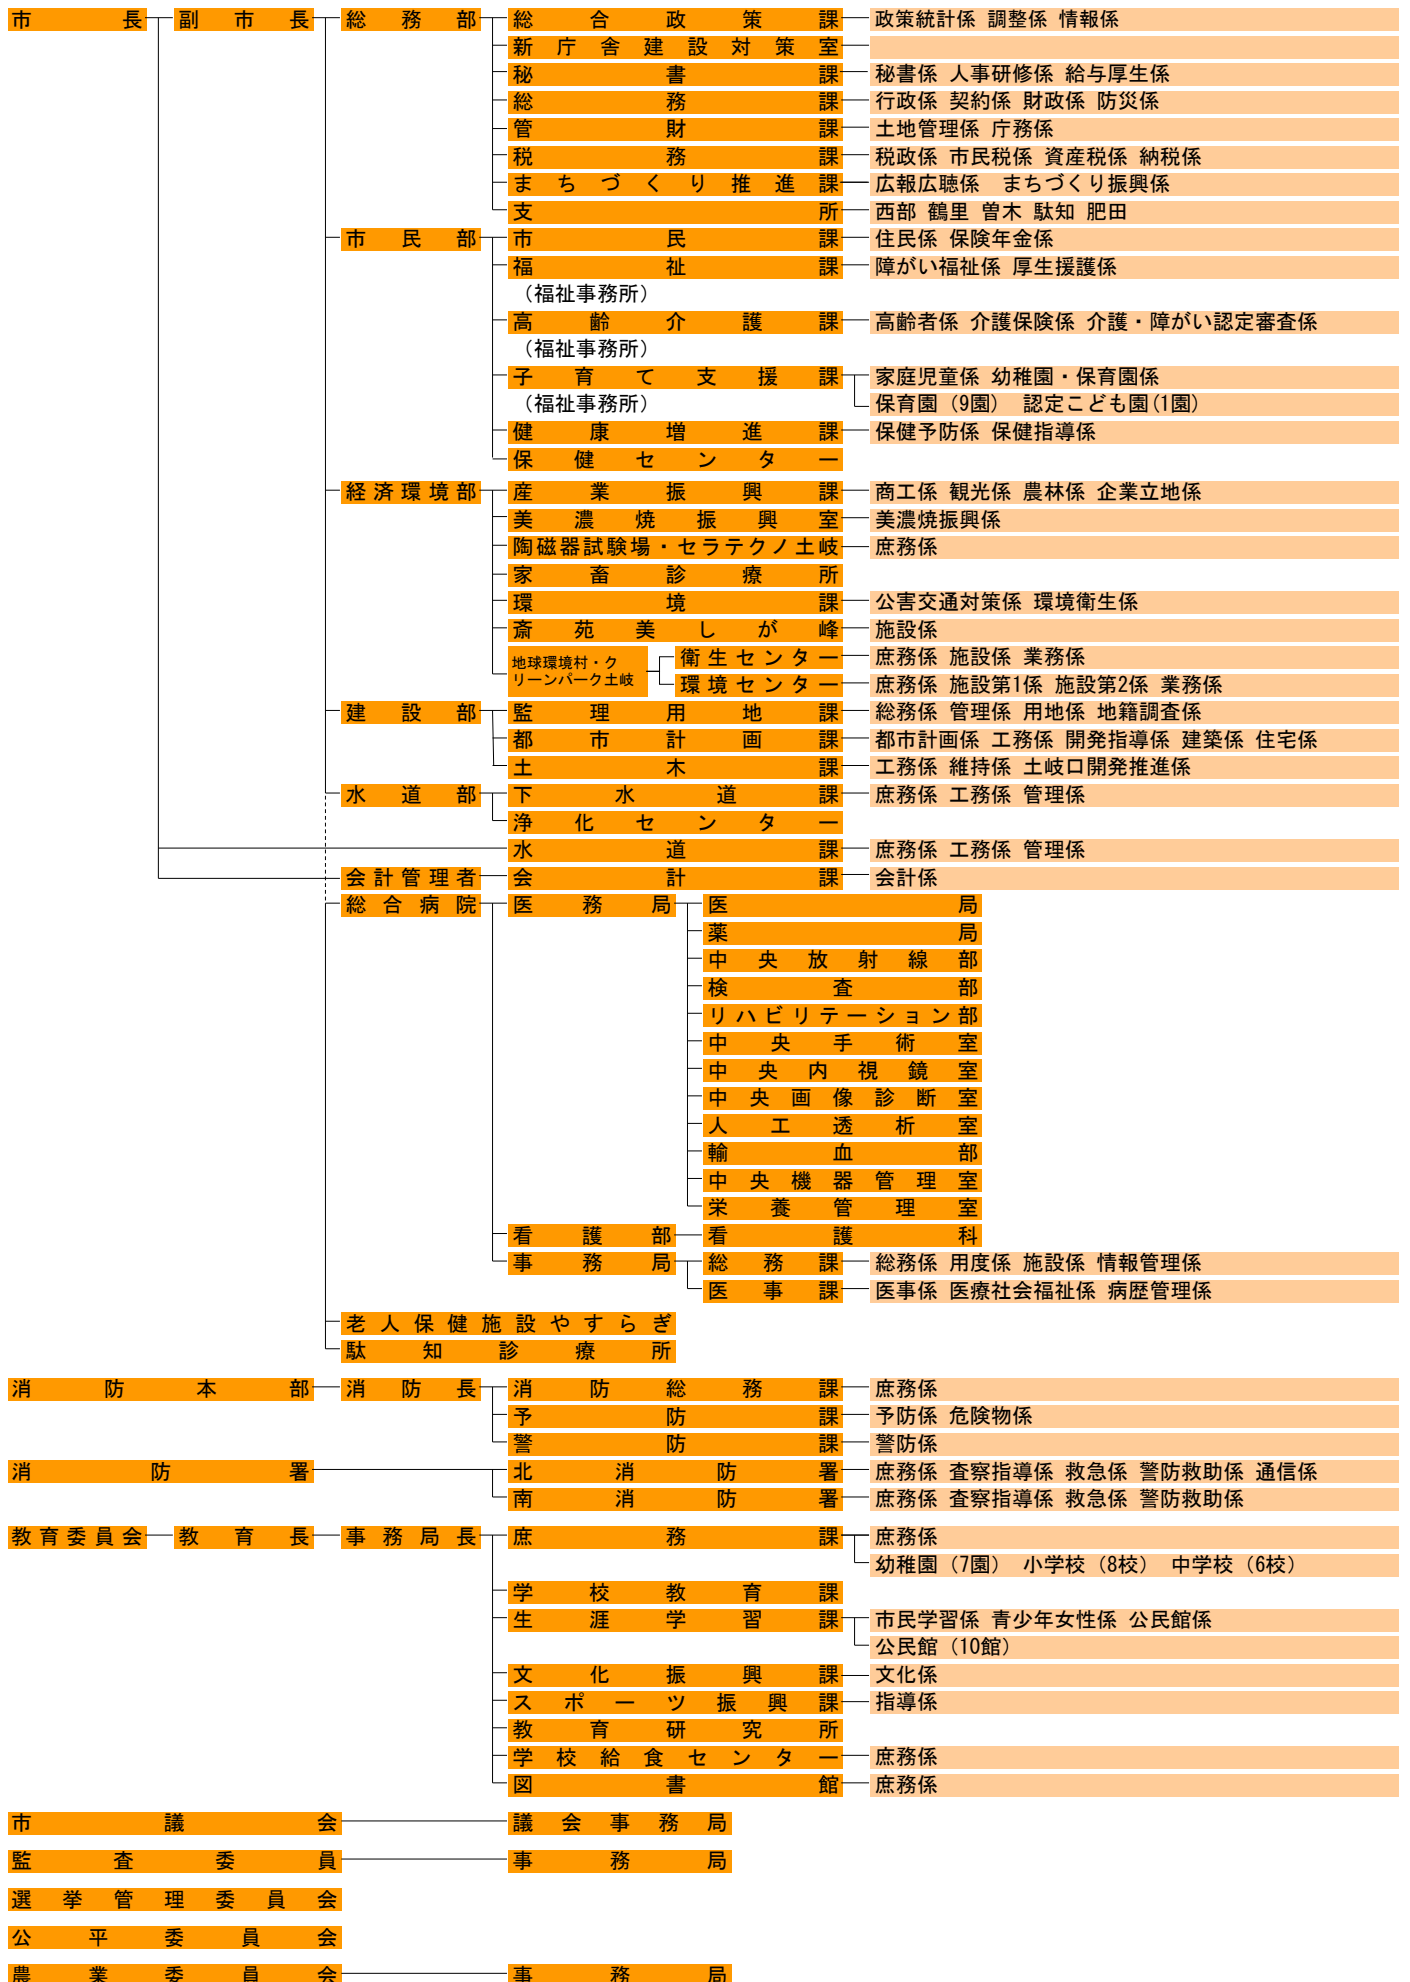 市長 副市長 総務部 総合政策課 政策統計係 調整係 情報係
新庁舎建設対策室
秘書課 秘書係 人事研修係 給与厚生係
総務課 行政係 契約係 財政係 防災係
管財課 土地管理係 庁務係
税務課 税政係 市民税係 資産税係 納税係
まちづくり推進課 広報広聴係 まちづくり振興係
支所 西部 鶴里 曽木 駄知 肥田
市民部 市民課 住民係 保険年金係
福祉課 障がい福祉係 厚生援護係
（福祉事務所）
高齢介護課 高齢者係 介護保険係 介護・障がい認定審査係
（福祉事務所）
子育て支援課 家庭児童係 幼稚園・保育園係
（福祉事務所） 保育園（9園） 認定こども園(1園)
健康増進課 保健予防係 保健指導係
保健センター
経済環境部 産業振興課 商工係 観光係 農林係 企業立地係
美濃焼振興室 美濃焼振興係
陶磁器試験場・セラテクノ土岐 庶務係
家畜診療所
環境課 公害交通対策係 環境衛生係
斎苑美しが峰 施設係
地球環境村・ク
リーンパーク土岐
衛生センター 庶務係 施設係 業務係
環境センター 庶務係 施設第1係 施設第2係 業務係
建設部 監理用地課 総務係 管理係 用地係 地籍調査係
都市計画課 都市計画係 工務係 開発指導係 建築係 住宅係
土木課 工務係 維持係 土岐口開発推進係
水道部 下水道課 庶務係 工務係 管理係
浄化センター
水道課 庶務係 工務係 管理係
会計管理者 会計課 会計係
総合病院 医務局 医局
薬局
中央放射線部
検査部
リハビリテーション部
中央手術室
中央内視鏡室
中央画像診断室
人工透析室
輸血部
中央機器管理室
栄養管理室
看護部 看護科
事務局 総務課 総務係 用度係 施設係 情報管理係
医事課 医事係 医療社会福祉係 病歴管理係
老人保健施設やすらぎ
駄知診療所
消防本部 消防長 消防総務課 庶務係
予防課 予防係 危険物係
警防課 警防係
消防署 北消防署 庶務係 査察指導係 救急係 警防救助係 通信係
南消防署 庶務係 査察指導係 救急係 警防救助係
教育委員会 教育長 事務局長 庶務課 庶務係
幼稚園（7園） 小学校（8校） 中学校（6校）
学校教育課
生涯学習課 市民学習係 青少年女性係 公民館係
公民館（10館）
文化振興課 文化係
スポーツ振興課 指導係
教育研究所
学校給食センター 庶務係
図書館 庶務係
市議会 議会事務局
監査委員 事務局
選挙管理委員会
公平委員会
農業委員会 事務局